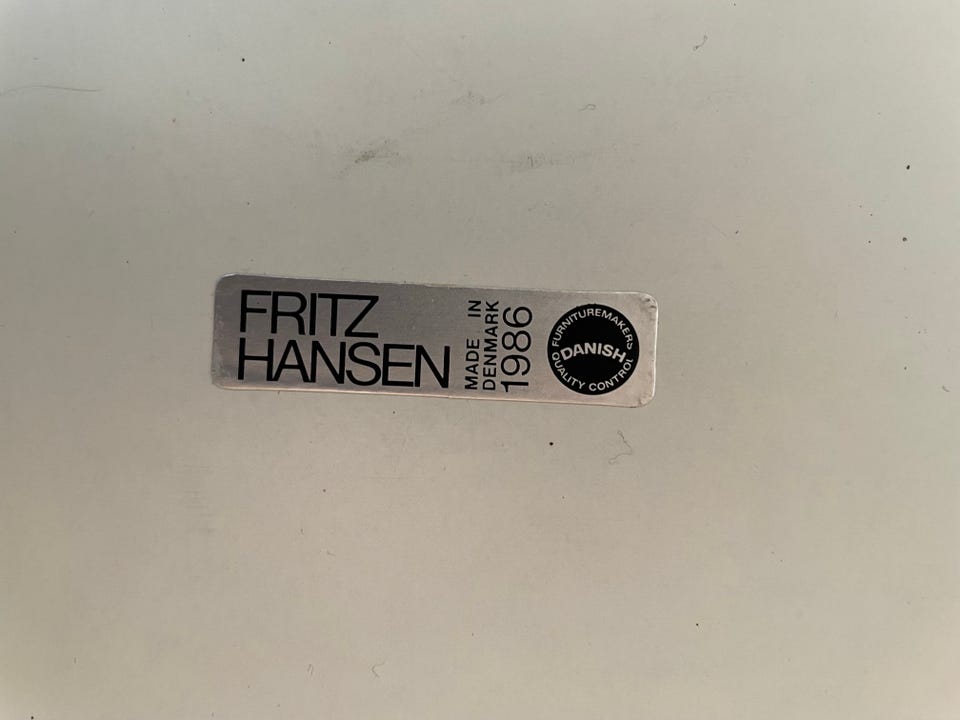 FRITZ
HANSEN
MADE IN
DENMARK
1986
FURNITUREMAKERS
DANISH
QUALITY CONTROL